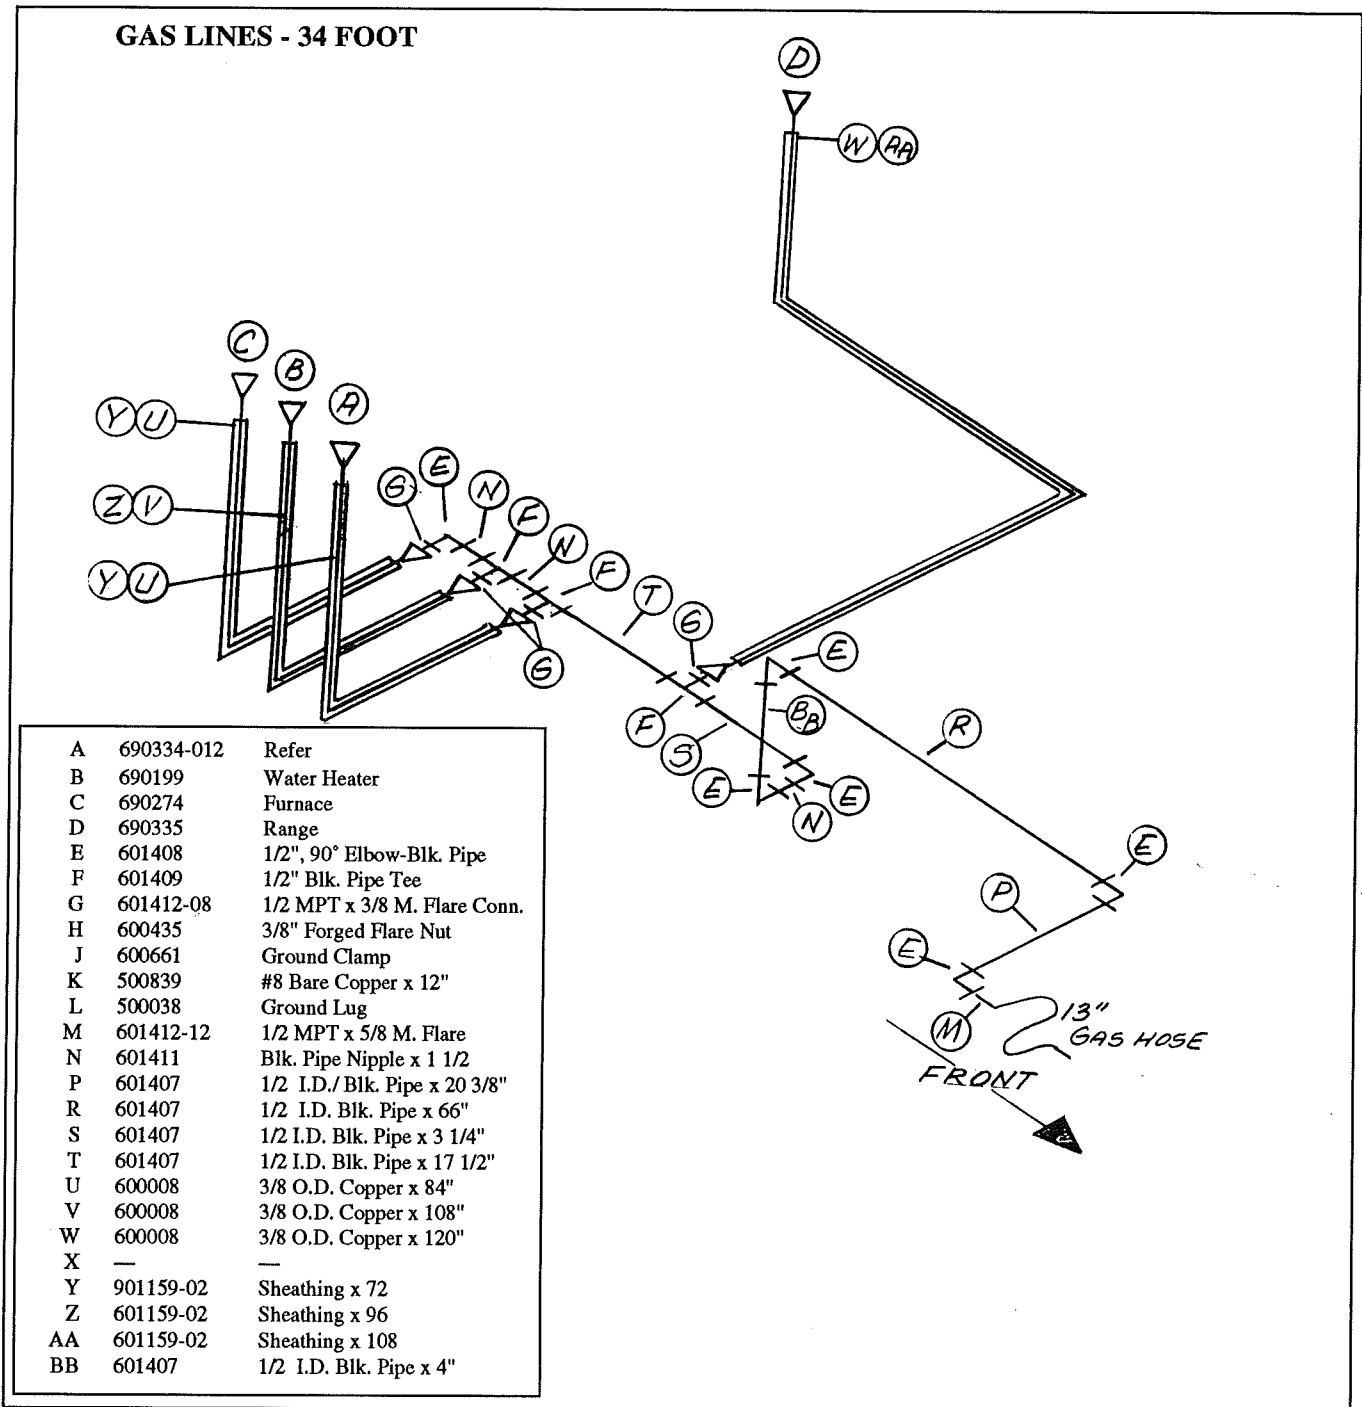 GAS LINES - 34 FOOT
D
W AA
C
B
A
Y U
Z V
Y U
G
E
N
F
N
F
T
G
G
E
F
S
BB
R
E
N
E
E
P
E
M
13"
GAS HOSE
FRONT
A 690334-012 Refer
B 690199 Water Heater
C 690274 Furnace
D 690335 Range
E 601408 1/2", 90° Elbow-Blk. Pipe
F 601409 1/2" Blk. Pipe Tee
G 601412-08 1/2 MPT x 3/8 M. Flare Conn.
H 600435 3/8" Forged Flare Nut
J 600661 Ground Clamp
K 500839 #8 Bare Copper x 12"
L 500038 Ground Lug
M 601412-12 1/2 MPT x 5/8 M. Flare
N 601411 Blk. Pipe Nipple x 1 1/2
P 601407 1/2 I.D./ Blk. Pipe x 20 3/8"
R 601407 1/2 I.D. Blk. Pipe x 66"
S 601407 1/2 I.D. Blk. Pipe x 3 1/4"
T 601407 1/2 I.D. Blk. Pipe x 17 1/2"
U 600008 3/8 O.D. Copper x 84"
V 600008 3/8 O.D. Copper x 108"
W 600008 3/8 O.D. Copper x 120"
X — —
Y 901159-02 Sheathing x 72
Z 601159-02 Sheathing x 96
AA 601159-02 Sheathing x 108
BB 601407 1/2 I.D. Blk. Pipe x 4"